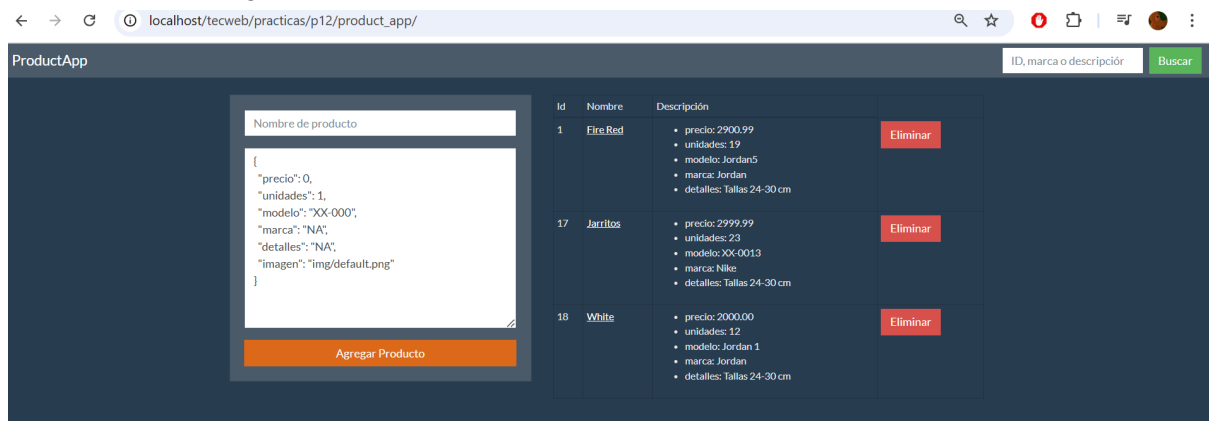 localhost/tecweb/practicas/p12/product_app/
ProductApp
ID, marca o descripciór
Buscar
Nombre de producto
{
"precio": 0,
"unidades": 1,
"modelo": "XX-000",
"marca": "NA",
"detalles": "NA",
"imagen": "img/default.png"
}
Agregar Producto
Id Nombre Descripción
1 Fire Red
precio: 2900.99
unidades: 19
modelo: Jordan5
marca: Jordan
detalles: Tallas 24-30 cm
Eliminar
17 Jarritos
precio: 2999.99
unidades: 23
modelo: XX-0013
marca: Nike
detalles: Tallas 24-30 cm
Eliminar
18 White
precio: 2000.00
unidades: 12
modelo: Jordan 1
marca: Jordan
detalles: Tallas 24-30 cm
Eliminar